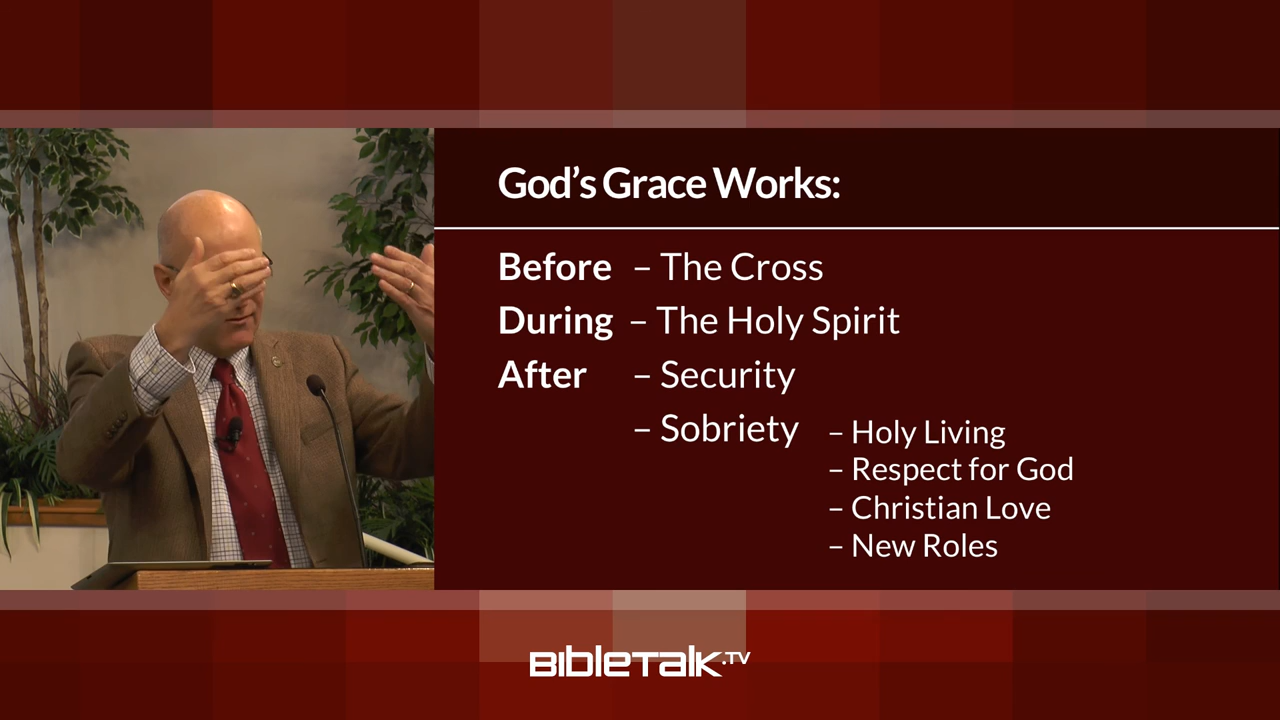 God's Grace Works:
Before – The Cross
During – The Holy Spirit
After – Security
– Sobriety – Holy Living
– Respect for God
– Christian Love
– New Roles
BIBLETALK.TV